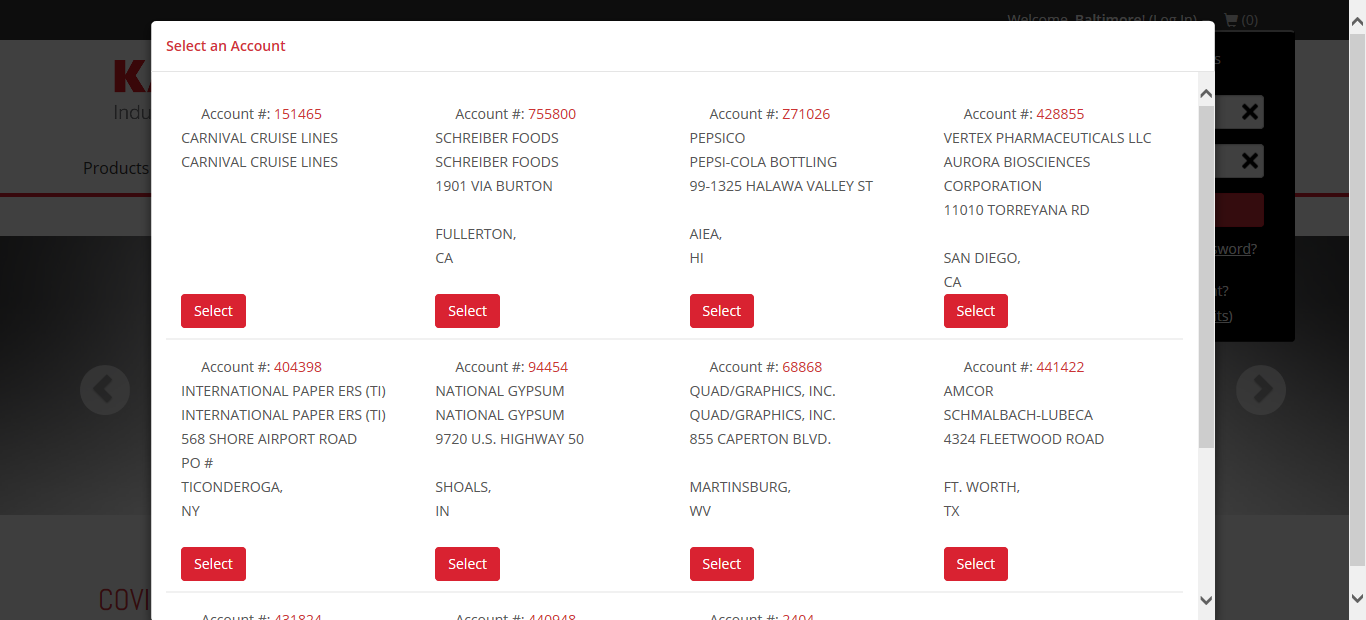 Welcome, Baltimore! (Log In) (0)
Select an Account
Indu
Products
Account #: 151465
CARNIVAL CRUISE LINES
CARNIVAL CRUISE LINES
Select
Account #: 755800
SCHREIBER FOODS
SCHREIBER FOODS
1901 VIA BURTON
FULLERTON,
CA
Select
Account #: Z71026
PEPSICO
PEPSI-COLA BOTTLING
99-1325 HALAWA VALLEY ST
AIEA,
HI
Select
Account #: 428855
VERTEX PHARMACEUTICALS LLC
AURORA BIOSCIENCES
CORPORATION
11010 TORREYANA RD
SAN DIEGO,
CA
Select
sword?
nt?
its)
Account #: 404398
INTERNATIONAL PAPER ERS (TI)
INTERNATIONAL PAPER ERS (TI)
568 SHORE AIRPORT ROAD
PO #
TICONDEROGA,
NY
Select
Account #: 94454
NATIONAL GYPSUM
NATIONAL GYPSUM
9720 U.S. HIGHWAY 50
SHOALS,
IN
Select
Account #: 68868
QUAD/GRAPHICS, INC.
QUAD/GRAPHICS, INC.
855 CAPERTON BLVD.
MARTINSBURG,
WV
Select
Account #: 441422
AMCOR
SCHMALBACH-LUBECA
4324 FLEETWOOD ROAD
FT. WORTH,
TX
Select
COVI
Account #: 431824
Account #: 440948
Account #: 2404